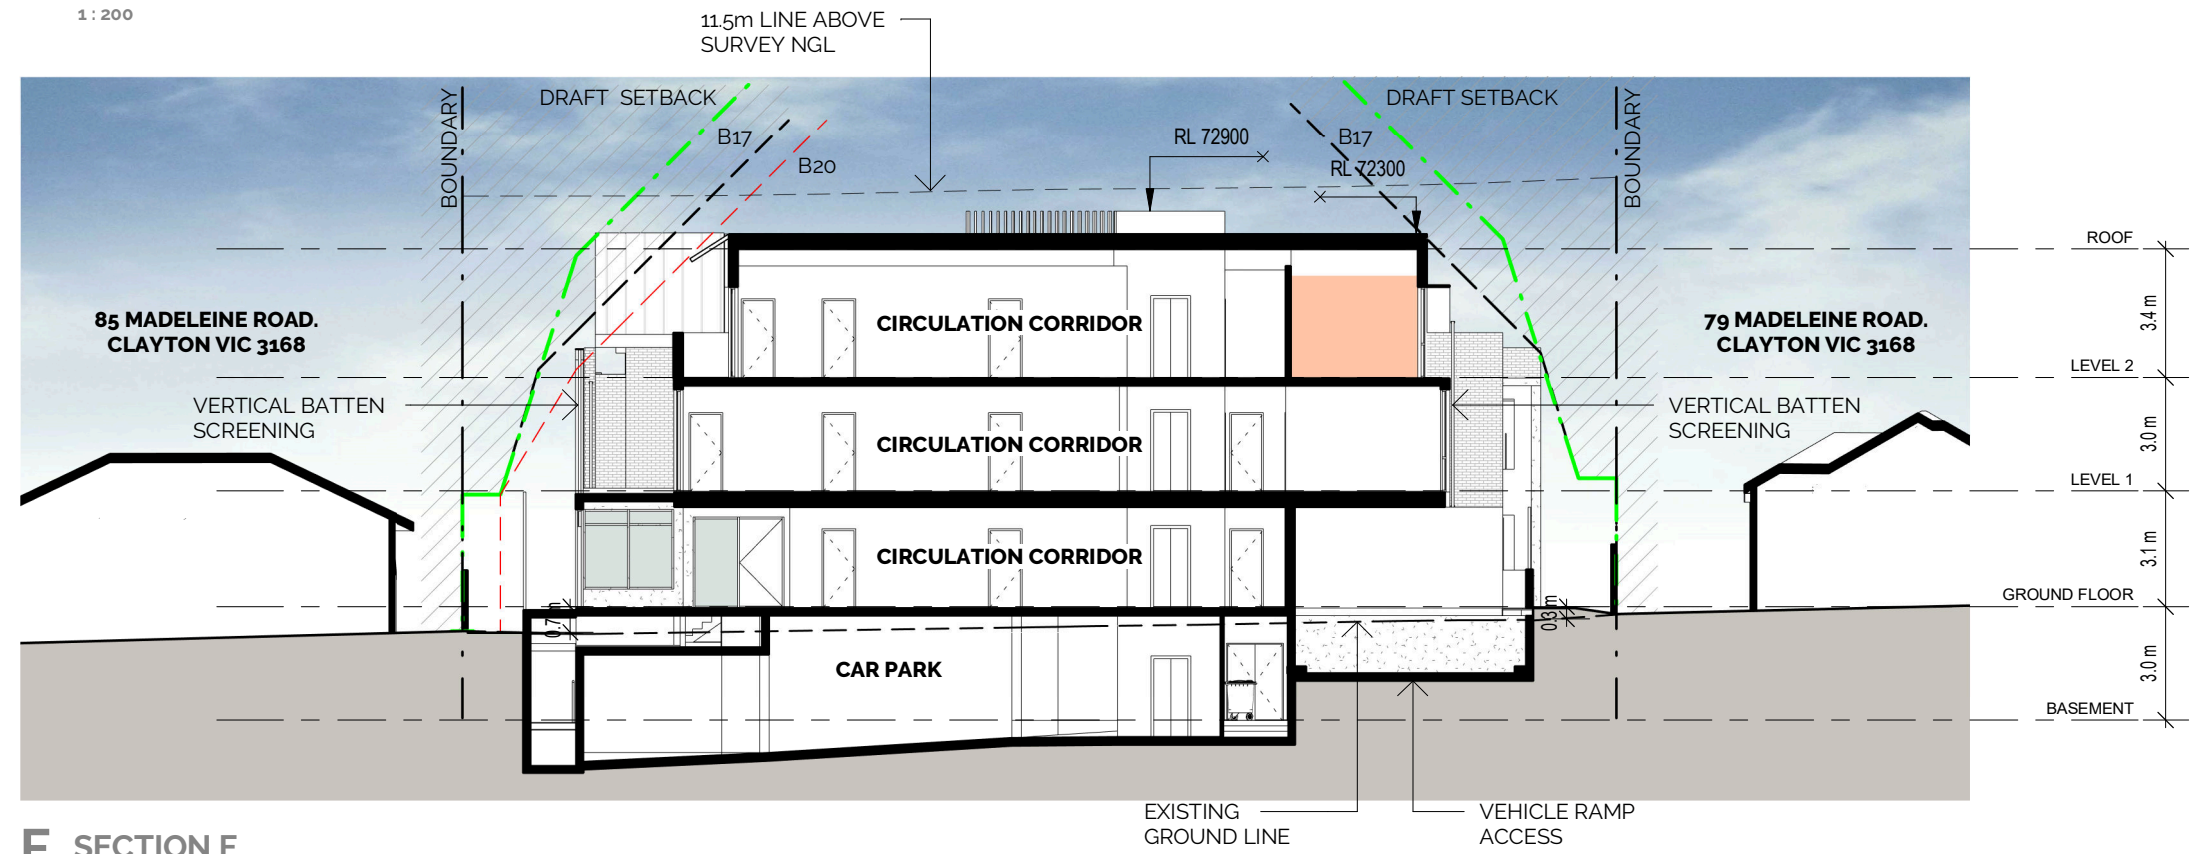 1 : 200
11.5m LINE ABOVE
SURVEY NGL
BOUNDARY
DRAFT SETBACK
B17
B20
RL 72900
RL 72300
DRAFT SETBACK
B17
BOUNDARY
85 MADELEINE ROAD.
CLAYTON VIC 3168
79 MADELEINE ROAD.
CLAYTON VIC 3168
CIRCULATION CORRIDOR
CIRCULATION CORRIDOR
CIRCULATION CORRIDOR
CAR PARK
VERTICAL BATTEN
SCREENING
VERTICAL BATTEN
SCREENING
ROOF
3.4 m
LEVEL 2
3.0 m
LEVEL 1
3.1 m
GROUND FLOOR
3.0 m
BASEMENT
0.3 m
EXISTING
GROUND LINE
VEHICLE RAMP
ACCESS
SECTION E